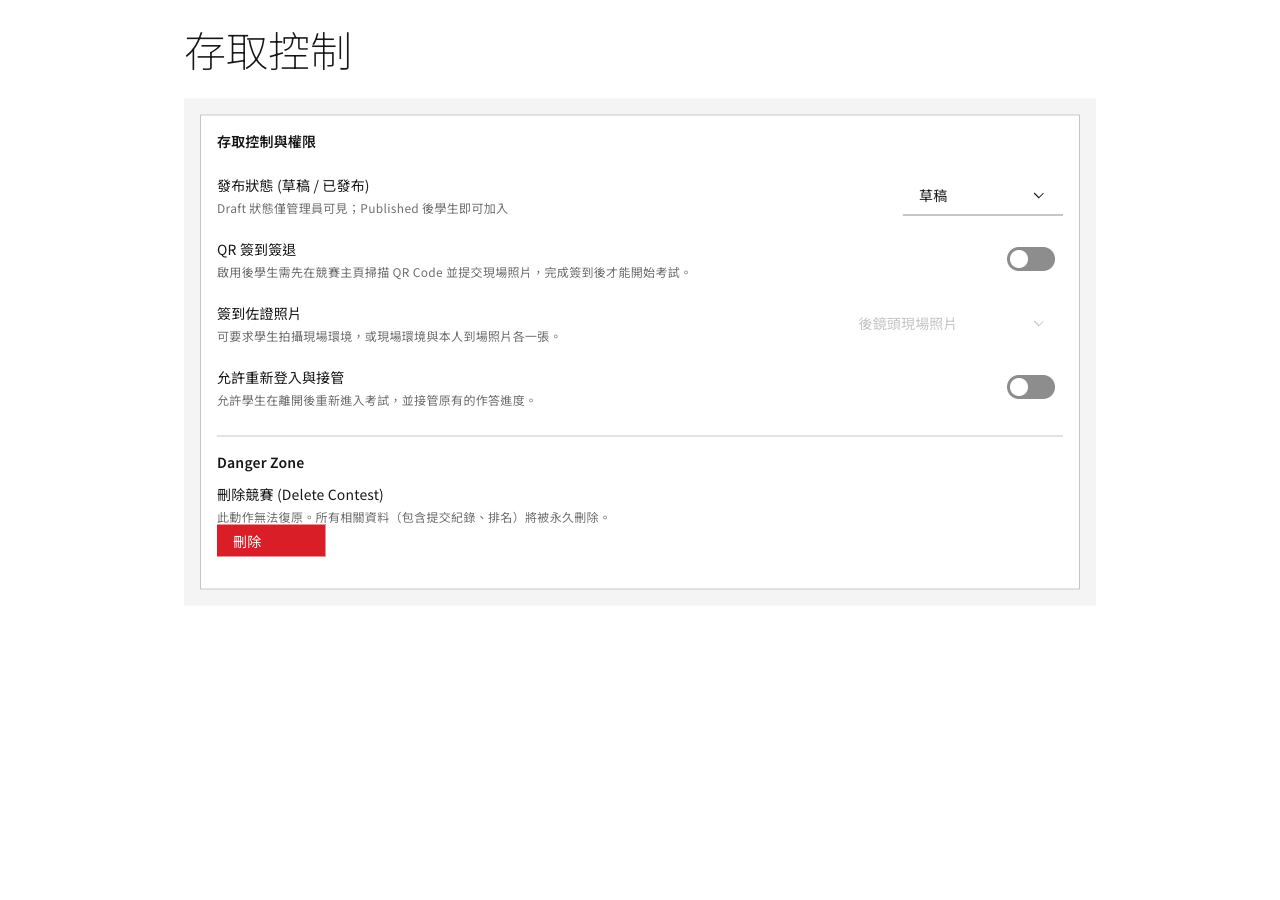 存取控制
存取控制與權限
發布狀態 (草稿 / 已發布)
Draft 狀態僅管理員可見；Published 後學生即可加入
草稿
QR 簽到簽退
啟用後學生需先在競賽主頁掃描 QR Code 並提交現場照片，完成簽到後才能開始考試。
簽到佐證照片
可要求學生拍攝現場環境，或現場環境與本人到場照片各一張。
後鏡頭現場照片
允許重新登入與接管
允許學生在離開後重新進入考試，並接管原有的作答進度。
Danger Zone
刪除競賽 (Delete Contest)
此動作無法復原。所有相關資料（包含提交紀錄、排名）將被永久刪除。
刪除